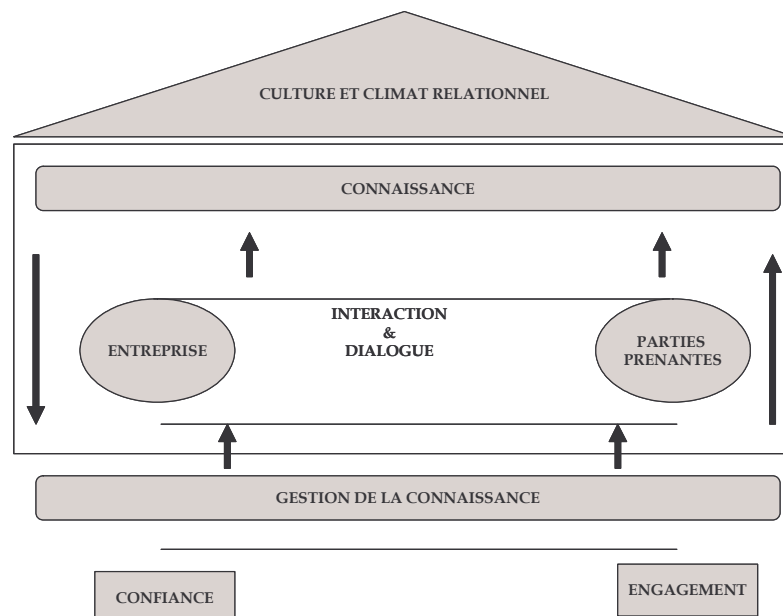 CULTURE ET CLIMAT RELATIONNEL
CONNAISSANCE
INTERACTION
&
DIALOGUE
ENTREPRISE
PARTIES
PRENANTES
GESTION DE LA CONNAISSANCE
CONFIANCE
ENGAGEMENT